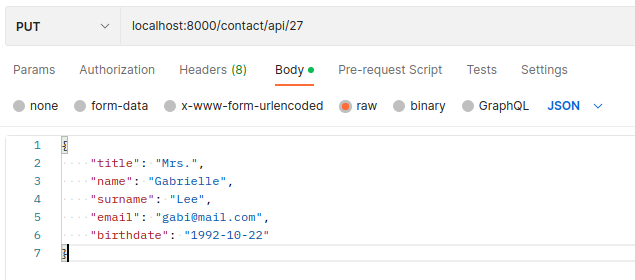 PUT localhost:8000/contact/api/27
Params Authorization Headers (8) Body Pre-request Script Tests Settings
none form-data x-www-form-urlencoded raw binary GraphQL JSON
1 {
2 "title": "Mrs.",
3 "name": "Gabrielle",
4 "surname": "Lee",
5 "email": "gabi@mail.com",
6 "birthdate": "1992-10-22"
7 }